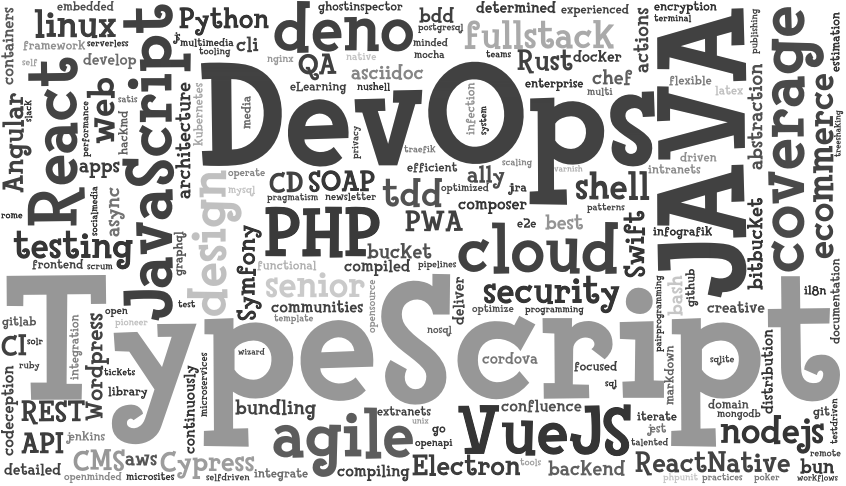 embedded
ghostinspector
bdd
determined
experienced
encryption
terminal
containers
linux
serverless
framework
self
develop
JavaScript
js
Python
multimedia
tooling
cli
deno
postgresql
minded
mocha
fullstack
teams
actions
JAVA
publishing
coverage
estimation
nginx
QA
native
asciidoc
Rust
docker
chef
multi
enterprise
flexible
latex
abstraction
ecommerce
treeshaking
Angular
slack
React
performance
web
satis
hackmd
architecture
kubernetes
DevOps
eLearning
nushell
media
privacy
traefik
infection
system
scaling
varnish
driven
intranets
apps
operate
mysql
efficient
ally
optimized
jra
shell
patterns
CD
SOAP
pragmatism
newsletter
tdd
composer
rome
socialmedia
async
graphql
design
PHP
PWA
e2e
best
Swift
infografik
bitbucket
testing
frontend
scrum
Symfony
functional
bucket
compiled
pipelines
cloud
senior
security
deliver
bash
github
i18n
documentation
test
open
pioneer
communities
template
opensource
nosql
optimize
programming
pairprogramming
creative
TypeScript
gitlab
CI
solr
ruby
integration
Wordpress
tickets
library
wizard
cordova
focused
sql
markdown
sqlite
distribution
continuously
microservices
codeception
REST
API
jenkins
bundling
extranets
unix
agile
go
openapi
VueJS
confluence
iterate
jest
talented
domain
mongodb
git
testdriven
nodejs
remote
detailed
CMS
aws
Cypress
openminded
microsites
selfdriven
integrate
compiling
Electron
tools
backend
ReactNative
phpunit
practices
poker
bun
workflows